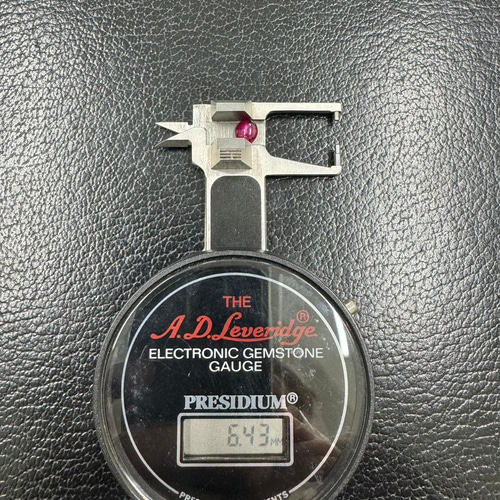 THE
A.D.Leveridge®
ELECTRONIC GEMSTONE
GAUGE
PRESIDIUM®
6.43 MM